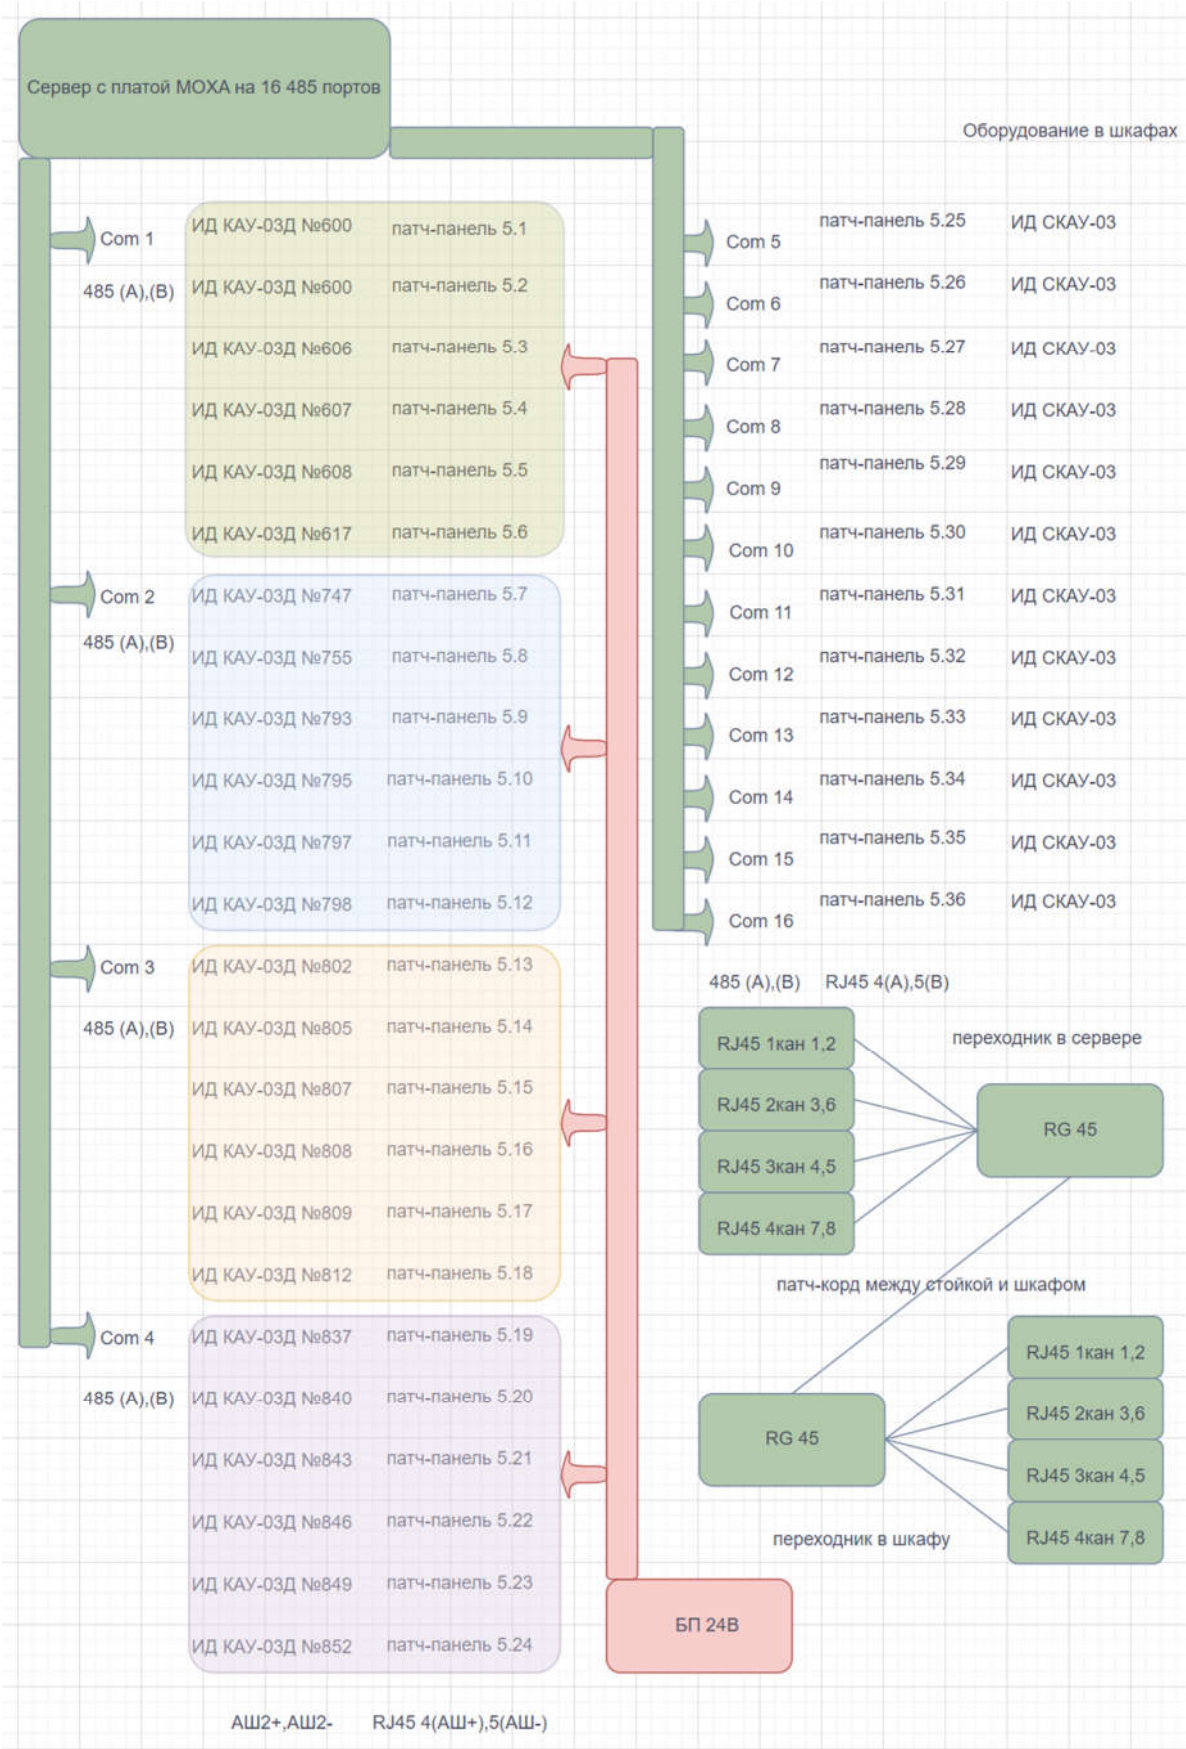 Сервер с платой МОХА на 16 485 портов
Оборудование в шкафах
Com 1
485 (A),(B)
ИД КАУ-03Д №600 патч-панель 5.1
ИД КАУ-03Д №600 патч-панель 5.2
ИД КАУ-03Д №606 патч-панель 5.3
ИД КАУ-03Д №607 патч-панель 5.4
ИД КАУ-03Д №608 патч-панель 5.5
ИД КАУ-03Д №617 патч-панель 5.6
Com 2
485 (A),(B)
ИД КАУ-03Д №747 патч-панель 5.7
ИД КАУ-03Д №755 патч-панель 5.8
ИД КАУ-03Д №793 патч-панель 5.9
ИД КАУ-03Д №795 патч-панель 5.10
ИД КАУ-03Д №797 патч-панель 5.11
ИД КАУ-03Д №798 патч-панель 5.12
Com 3
485 (A),(B)
ИД КАУ-03Д №802 патч-панель 5.13
ИД КАУ-03Д №805 патч-панель 5.14
ИД КАУ-03Д №807 патч-панель 5.15
ИД КАУ-03Д №808 патч-панель 5.16
ИД КАУ-03Д №809 патч-панель 5.17
ИД КАУ-03Д №812 патч-панель 5.18
Com 4
485 (A),(B)
ИД КАУ-03Д №837 патч-панель 5.19
ИД КАУ-03Д №840 патч-панель 5.20
ИД КАУ-03Д №843 патч-панель 5.21
ИД КАУ-03Д №846 патч-панель 5.22
ИД КАУ-03Д №849 патч-панель 5.23
ИД КАУ-03Д №852 патч-панель 5.24
АШ2+,АШ2- RJ45 4(АШ+),5(АШ-)
БП 24В
Com 5 патч-панель 5.25 ИД СКАУ-03
Com 6 патч-панель 5.26 ИД СКАУ-03
Com 7 патч-панель 5.27 ИД СКАУ-03
Com 8 патч-панель 5.28 ИД СКАУ-03
Com 9 патч-панель 5.29 ИД СКАУ-03
Com 10 патч-панель 5.30 ИД СКАУ-03
Com 11 патч-панель 5.31 ИД СКАУ-03
Com 12 патч-панель 5.32 ИД СКАУ-03
Com 13 патч-панель 5.33 ИД СКАУ-03
Com 14 патч-панель 5.34 ИД СКАУ-03
Com 15 патч-панель 5.35 ИД СКАУ-03
Com 16 патч-панель 5.36 ИД СКАУ-03
485 (A),(B) RJ45 4(A),5(B)
RJ45 1кан 1,2
RJ45 2кан 3,6
RJ45 3кан 4,5
RJ45 4кан 7,8
переходник в сервере
RG 45
патч-корд между стойкой и шкафом
RG 45
RJ45 1кан 1,2
RJ45 2кан 3,6
RJ45 3кан 4,5
RJ45 4кан 7,8
переходник в шкафу